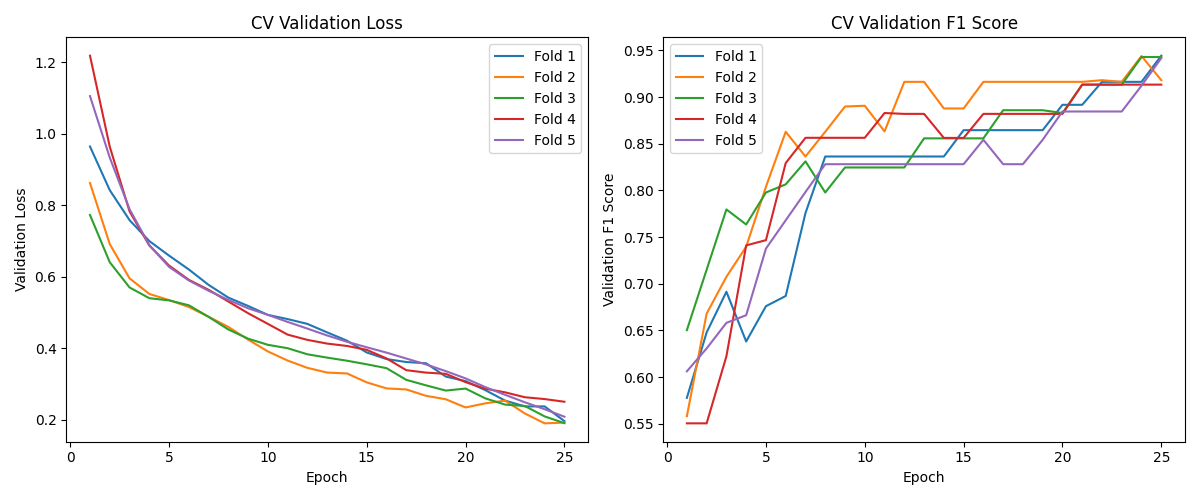 CV Validation Loss
Validation Loss
1.2
1.0
0.8
0.6
0.4
0.2
0
5
10
15
20
25
Epoch
Fold 1
Fold 2
Fold 3
Fold 4
Fold 5
CV Validation F1 Score
Validation F1 Score
0.95
0.90
0.85
0.80
0.75
0.70
0.65
0.60
0.55
0
5
10
15
20
25
Epoch
Fold 1
Fold 2
Fold 3
Fold 4
Fold 5